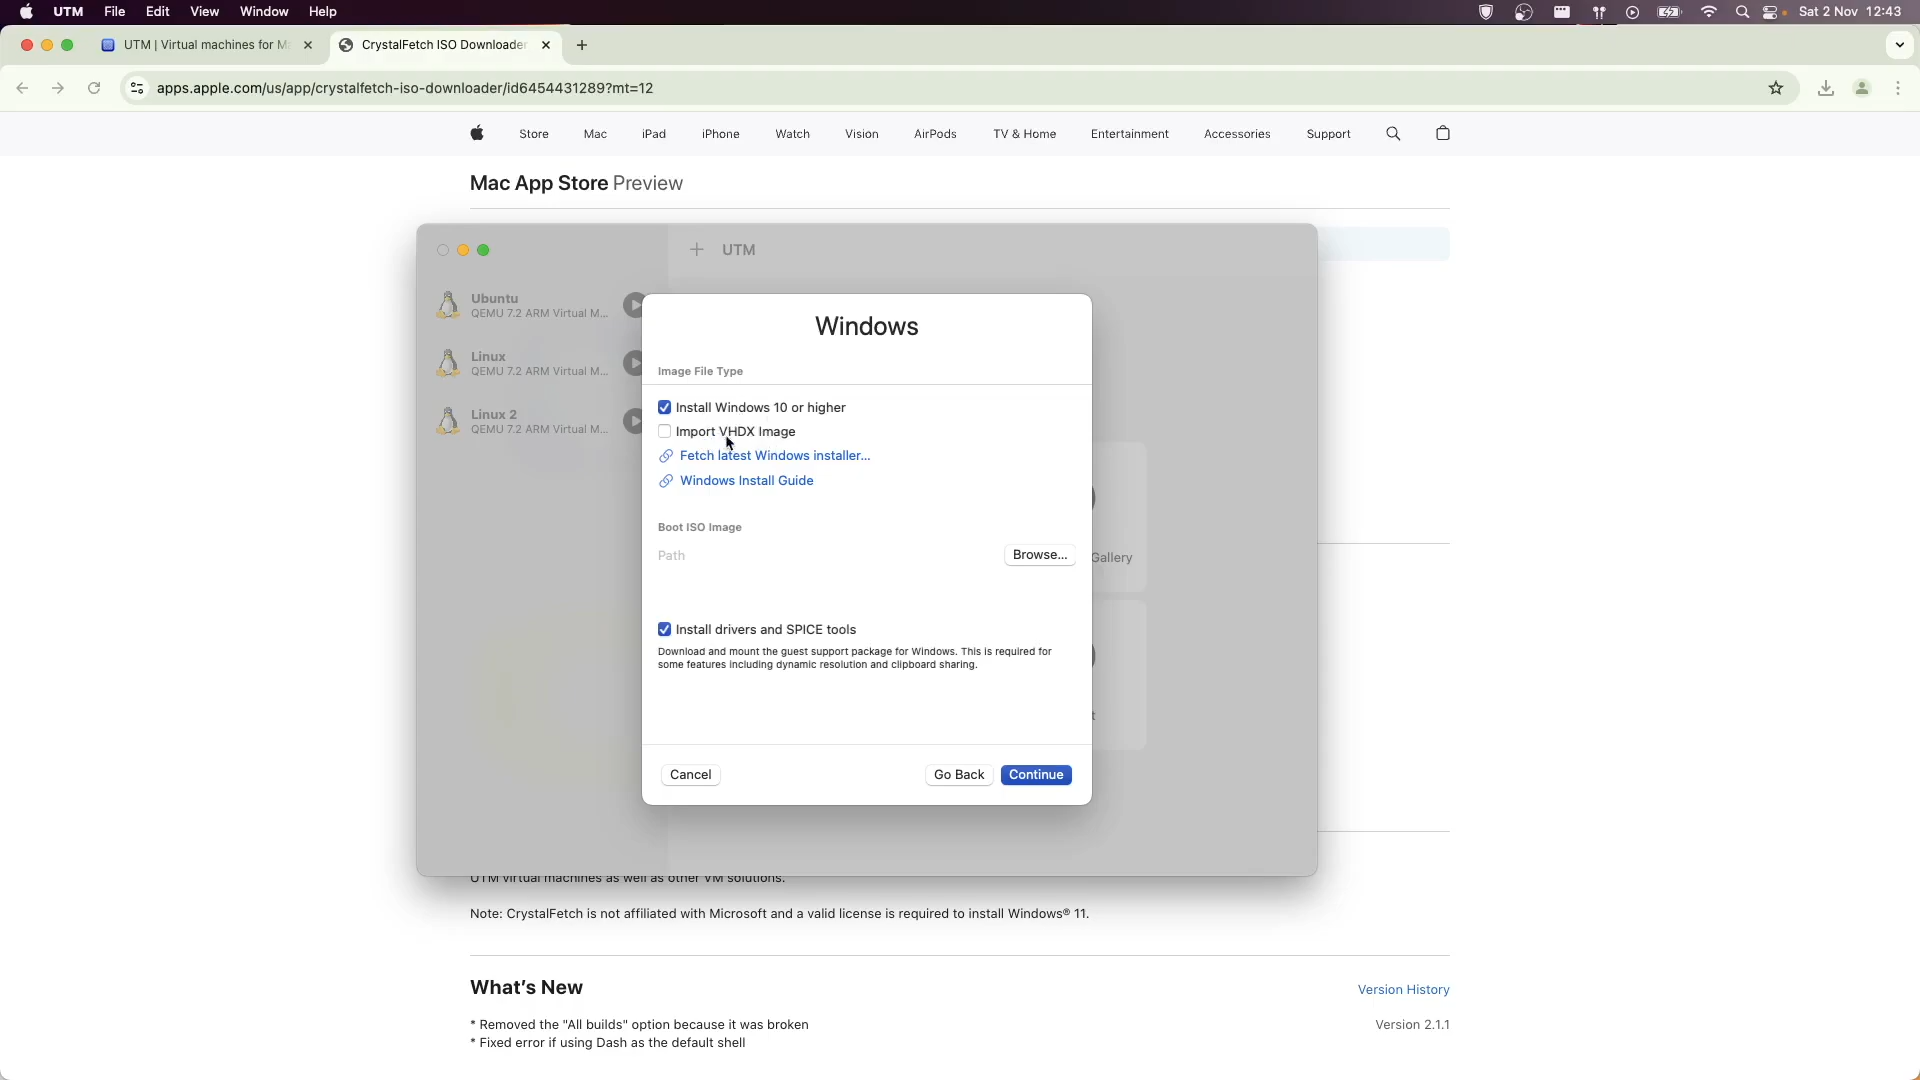 UTM File Edit View Window Help
Sat 2 Nov 12:43
UTM | Virtual machines for M
CrystalFetch ISO Downloader
apps.apple.com/us/app/crystalfetch-iso-downloader/id6454431289?mt=12
Store Mac iPad iPhone Watch Vision AirPods TV & Home Entertainment Accessories Support
Mac App Store Preview
UTM
Ubuntu
QEMU 7.2 ARM Virtual M...
Linux
QEMU 7.2 ARM Virtual M...
Linux 2
QEMU 7.2 ARM Virtual M...
Windows
Image File Type
Install Windows 10 or higher
Import VHDX Image
Fetch latest Windows installer...
Windows Install Guide
Boot ISO Image
Path
Browse...
Gallery
Install drivers and SPICE tools
Download and mount the guest support package for Windows. This is required for
some features including dynamic resolution and clipboard sharing.
t
Cancel
Go Back
Continue
UTM virtual machines as well as other VM solutions.
Note: CrystalFetch is not affiliated with Microsoft and a valid license is required to install Windows® 11.
What's New
Version History
* Removed the "All builds" option because it was broken
Version 2.1.1
* Fixed error if using Dash as the default shell